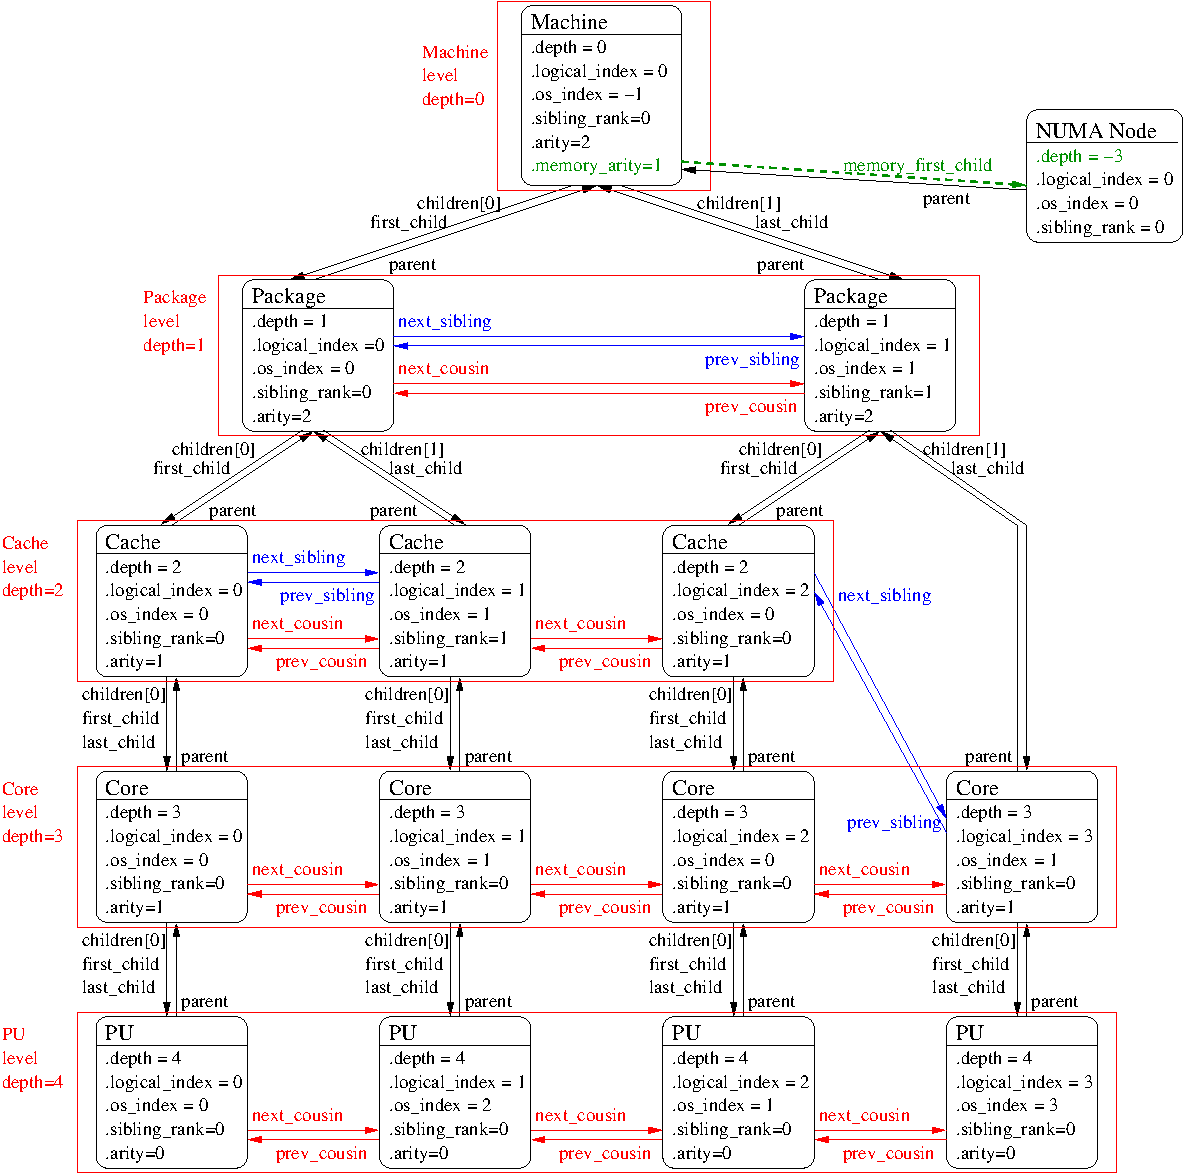 Machine
.depth = 0
.logical_index = 0
.os_index = −1
.sibling_rank=0
.arity=2
.memory_arity=1
Machine
level
depth=0
NUMA Node
.depth = −3
.logical_index = 0
.os_index = 0
.sibling_rank = 0
memory_first_child
parent
children[0]
first_child
parent
children[1]
last_child
parent
Package
level
depth=1
Package
.depth = 1
.logical_index =0
.os_index = 0
.sibling_rank=0
.arity=2
next_sibling
prev_sibling
next_cousin
prev_cousin
Package
.depth = 1
.logical_index = 1
.os_index = 1
.sibling_rank=1
.arity=2
children[0]
first_child
parent
children[1]
last_child
parent
children[0]
first_child
parent
children[1]
last_child
Cache
level
depth=2
Cache
.depth = 2
.logical_index = 0
.os_index = 0
.sibling_rank=0
.arity=1
next_sibling
prev_sibling
next_cousin
prev_cousin
Cache
.depth = 2
.logical_index = 1
.os_index = 1
.sibling_rank=1
.arity=1
next_cousin
prev_cousin
Cache
.depth = 2
.logical_index = 2
.os_index = 0
.sibling_rank=0
.arity=1
next_sibling
prev_sibling
children[0]
first_child
last_child
parent
children[0]
first_child
last_child
parent
children[0]
first_child
last_child
parent
parent
Core
level
depth=3
Core
.depth = 3
.logical_index = 0
.os_index = 0
.sibling_rank=0
.arity=1
next_cousin
prev_cousin
Core
.depth = 3
.logical_index = 1
.os_index = 1
.sibling_rank=0
.arity=1
next_cousin
prev_cousin
Core
.depth = 3
.logical_index = 2
.os_index = 0
.sibling_rank=0
.arity=1
next_cousin
prev_cousin
Core
.depth = 3
.logical_index = 3
.os_index = 1
.sibling_rank=0
.arity=1
children[0]
first_child
last_child
parent
children[0]
first_child
last_child
parent
children[0]
first_child
last_child
parent
children[0]
first_child
last_child
parent
PU
level
depth=4
PU
.depth = 4
.logical_index = 0
.os_index = 0
.sibling_rank=0
.arity=0
next_cousin
prev_cousin
PU
.depth = 4
.logical_index = 1
.os_index = 2
.sibling_rank=0
.arity=0
next_cousin
prev_cousin
PU
.depth = 4
.logical_index = 2
.os_index = 1
.sibling_rank=0
.arity=0
next_cousin
prev_cousin
PU
.depth = 4
.logical_index = 3
.os_index = 3
.sibling_rank=0
.arity=0